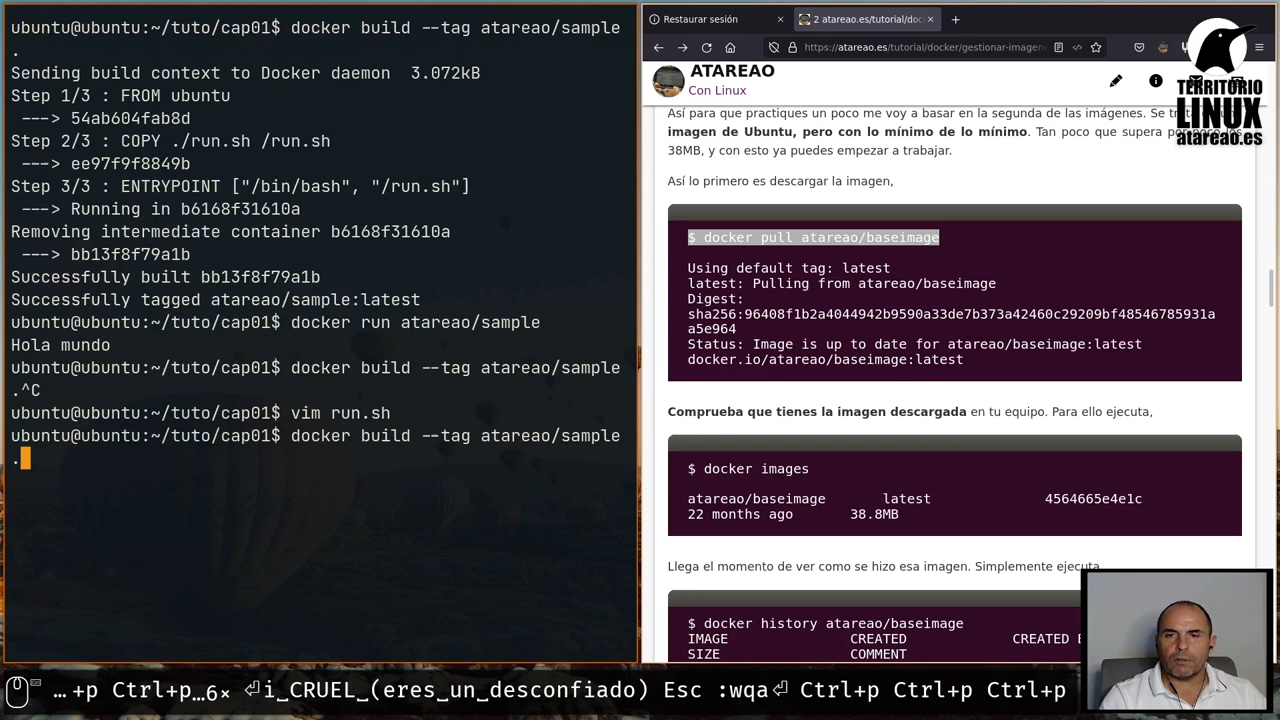 ubuntu@ubuntu:~/tuto/cap01$ docker build --tag atareao/sample
.
Sending build context to Docker daemon  3.072kB
Step 1/3 : FROM ubuntu
---> 54ab604fab8d
Step 2/3 : COPY ./run.sh /run.sh
---> ee97f9f8849b
Step 3/3 : ENTRYPOINT ["/bin/bash", "/run.sh"]
---> Running in b6168f31610a
Removing intermediate container b6168f31610a
---> bb13f8f79a1b
Successfully built bb13f8f79a1b
Successfully tagged atareao/sample:latest
ubuntu@ubuntu:~/tuto/cap01$ docker run atareao/sample
Hola mundo
ubuntu@ubuntu:~/tuto/cap01$ docker build --tag atareao/sample
.^C
ubuntu@ubuntu:~/tuto/cap01$ vim run.sh
ubuntu@ubuntu:~/tuto/cap01$ docker build --tag atareao/sample
.
Restaurar sesión
2 atareao.es/tutorial/doc
https://atareao.es/tutorial/docker/gestionar-imagene
ATAREAO
Con Linux
TERRITORIO
LINUX
atareao.es
Así para que practiques un poco me voy a basar en la segunda de las imágenes. Se
imagen de Ubuntu, pero con lo mínimo de lo mínimo. Tan poco que supera
38MB, y con esto ya puedes empezar a trabajar.
Así lo primero es descargar la imagen,
$ docker pull atareao/baseimage
Using default tag: latest
latest: Pulling from atareao/baseimage
Digest:
sha256:96408f1b2a4044942b9590a33de7b373a42460c29209bf48546785931a
a5e964
Status: Image is up to date for atareao/baseimage:latest
docker.io/atareao/baseimage:latest
Comprueba que tienes la imagen descargada en tu equipo. Para ello ejecuta,
$ docker images
atareao/baseimage latest 4564665e4e1c
22 months ago 38.8MB
Llega el momento de ver como se hizo esa imagen. Simplemente ejecuta
$ docker history atareao/baseimage
IMAGE CREATED CREATED
SIZE COMMENT
…+p Ctrl+p…6× ⏎i_CRUEL_(eres_un_desconfiado) Esc :wqa⏎ Ctrl+p Ctrl+p Ctrl+p